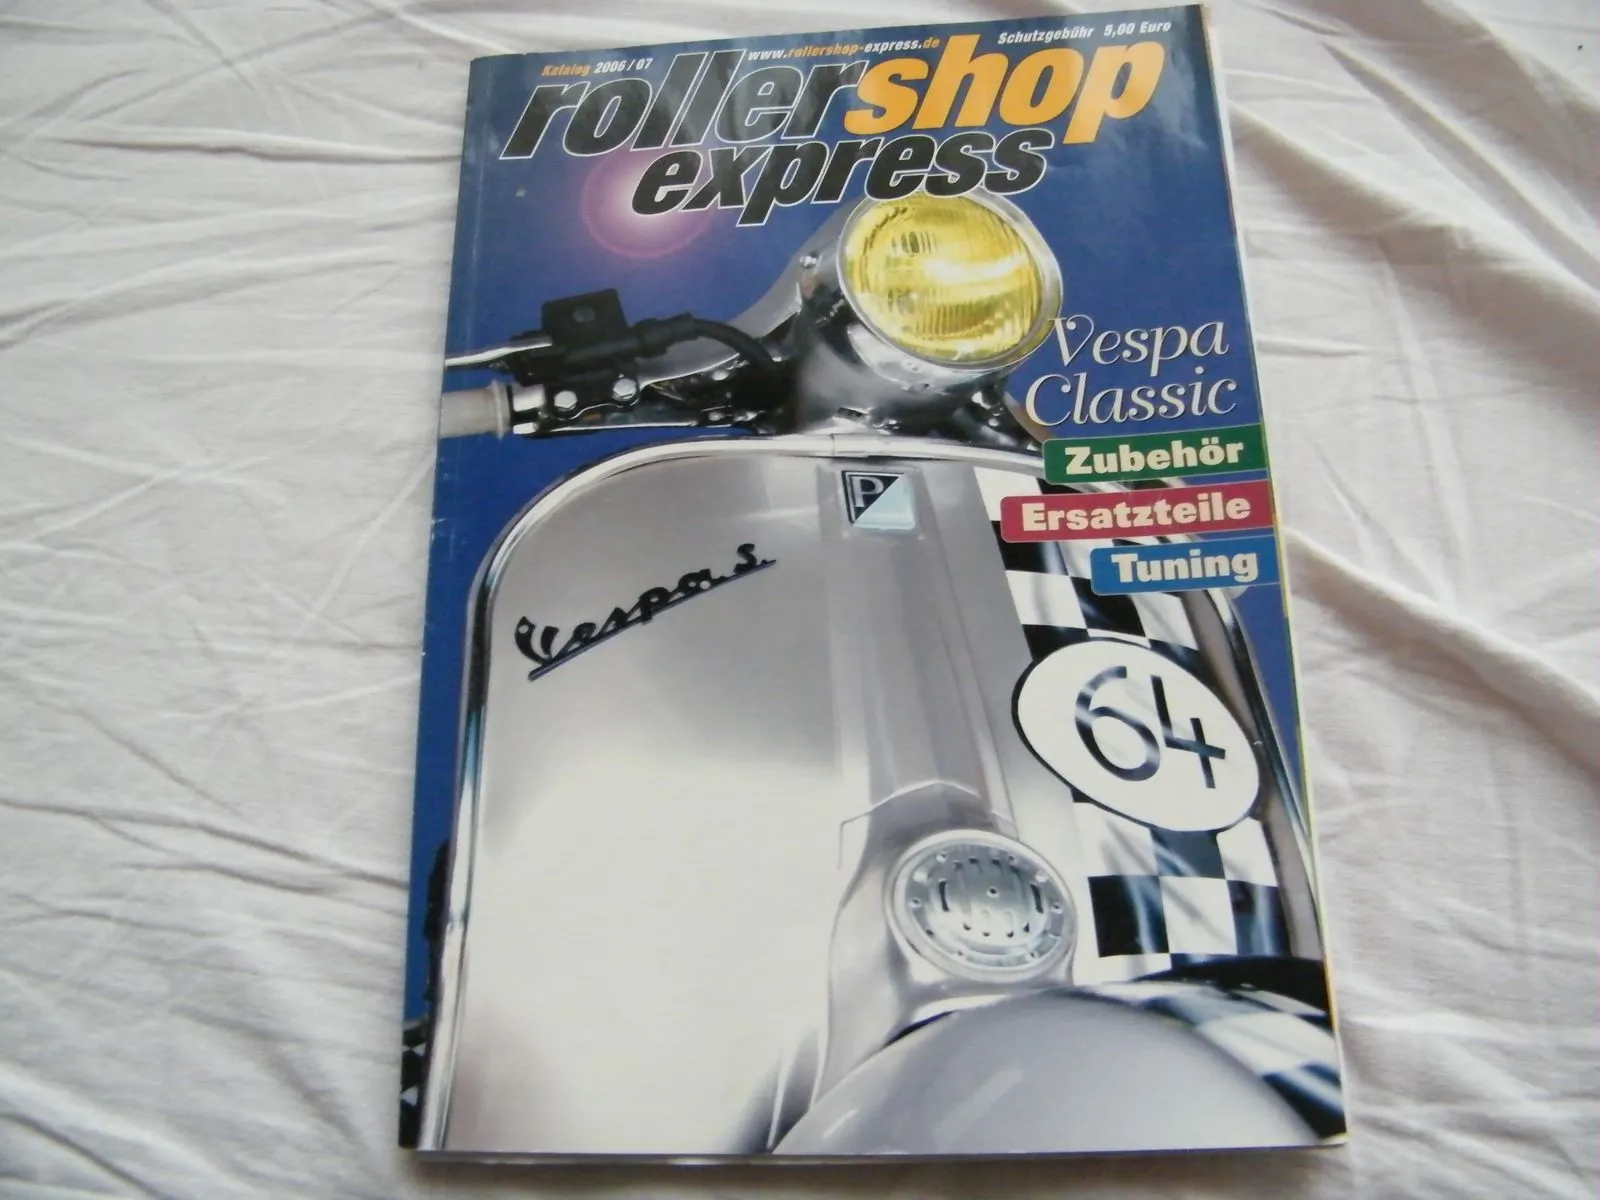 Katalog 2006/07
www.rollershop-express.de
Schutzgebühr 5,00 Euro
rollershop
express
Vespa
Classic
Zubehör
Ersatzteile
Tuning
P
Vespa.S.
64